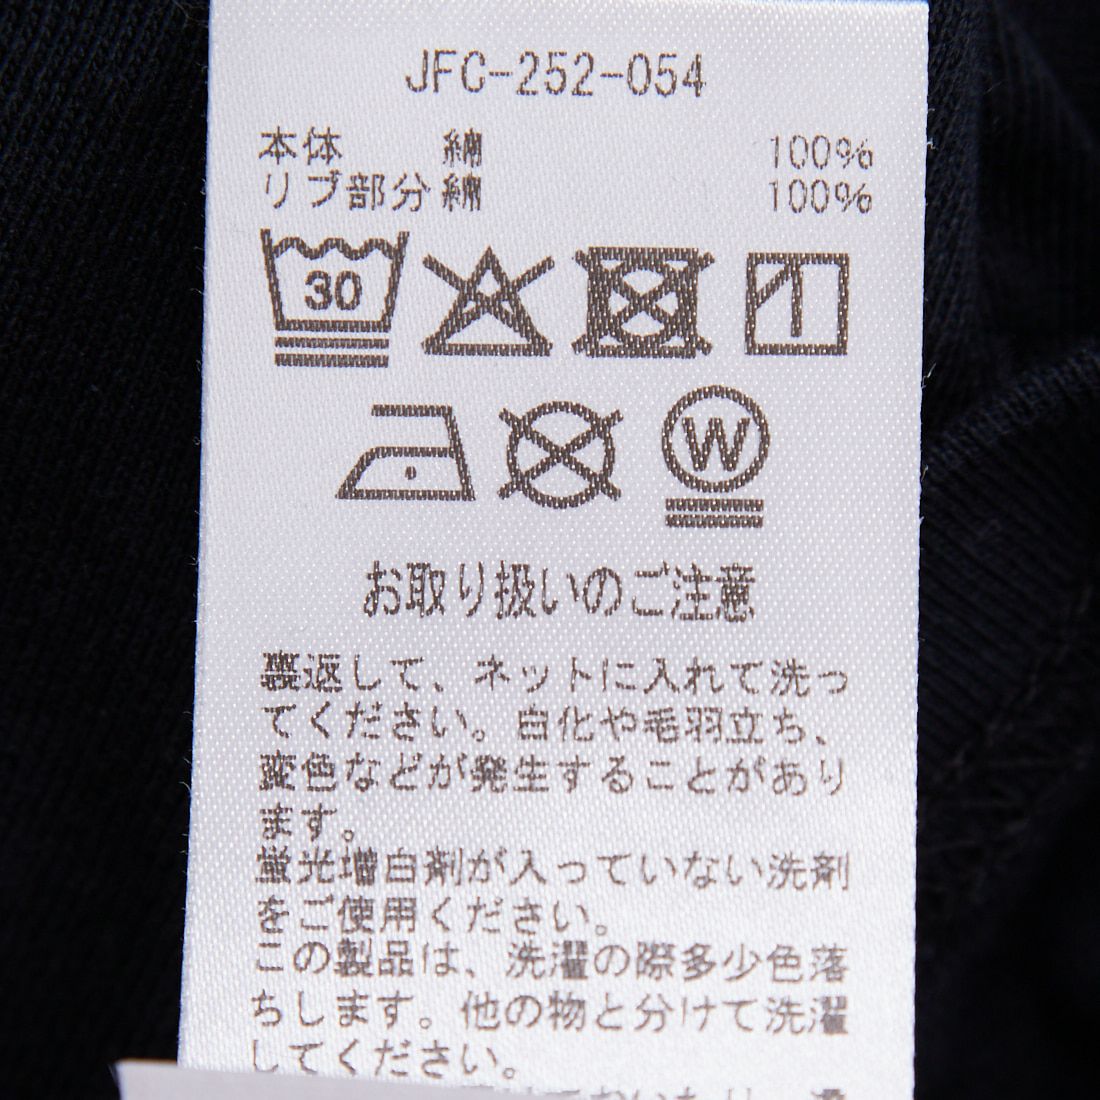 JFC-252-054
本体 綿 100%
リブ部分 綿 100%
30
W
お取り扱いのご注意
裏返して、ネットに入れて洗っ
てください。白化や毛羽立ち、
変色などが発生することがあり
ます。
蛍光増白剤が入っていない洗剤
をご使用ください。
この製品は、洗濯の際多少色落
ちします。他の物と分けて洗濯
してください。